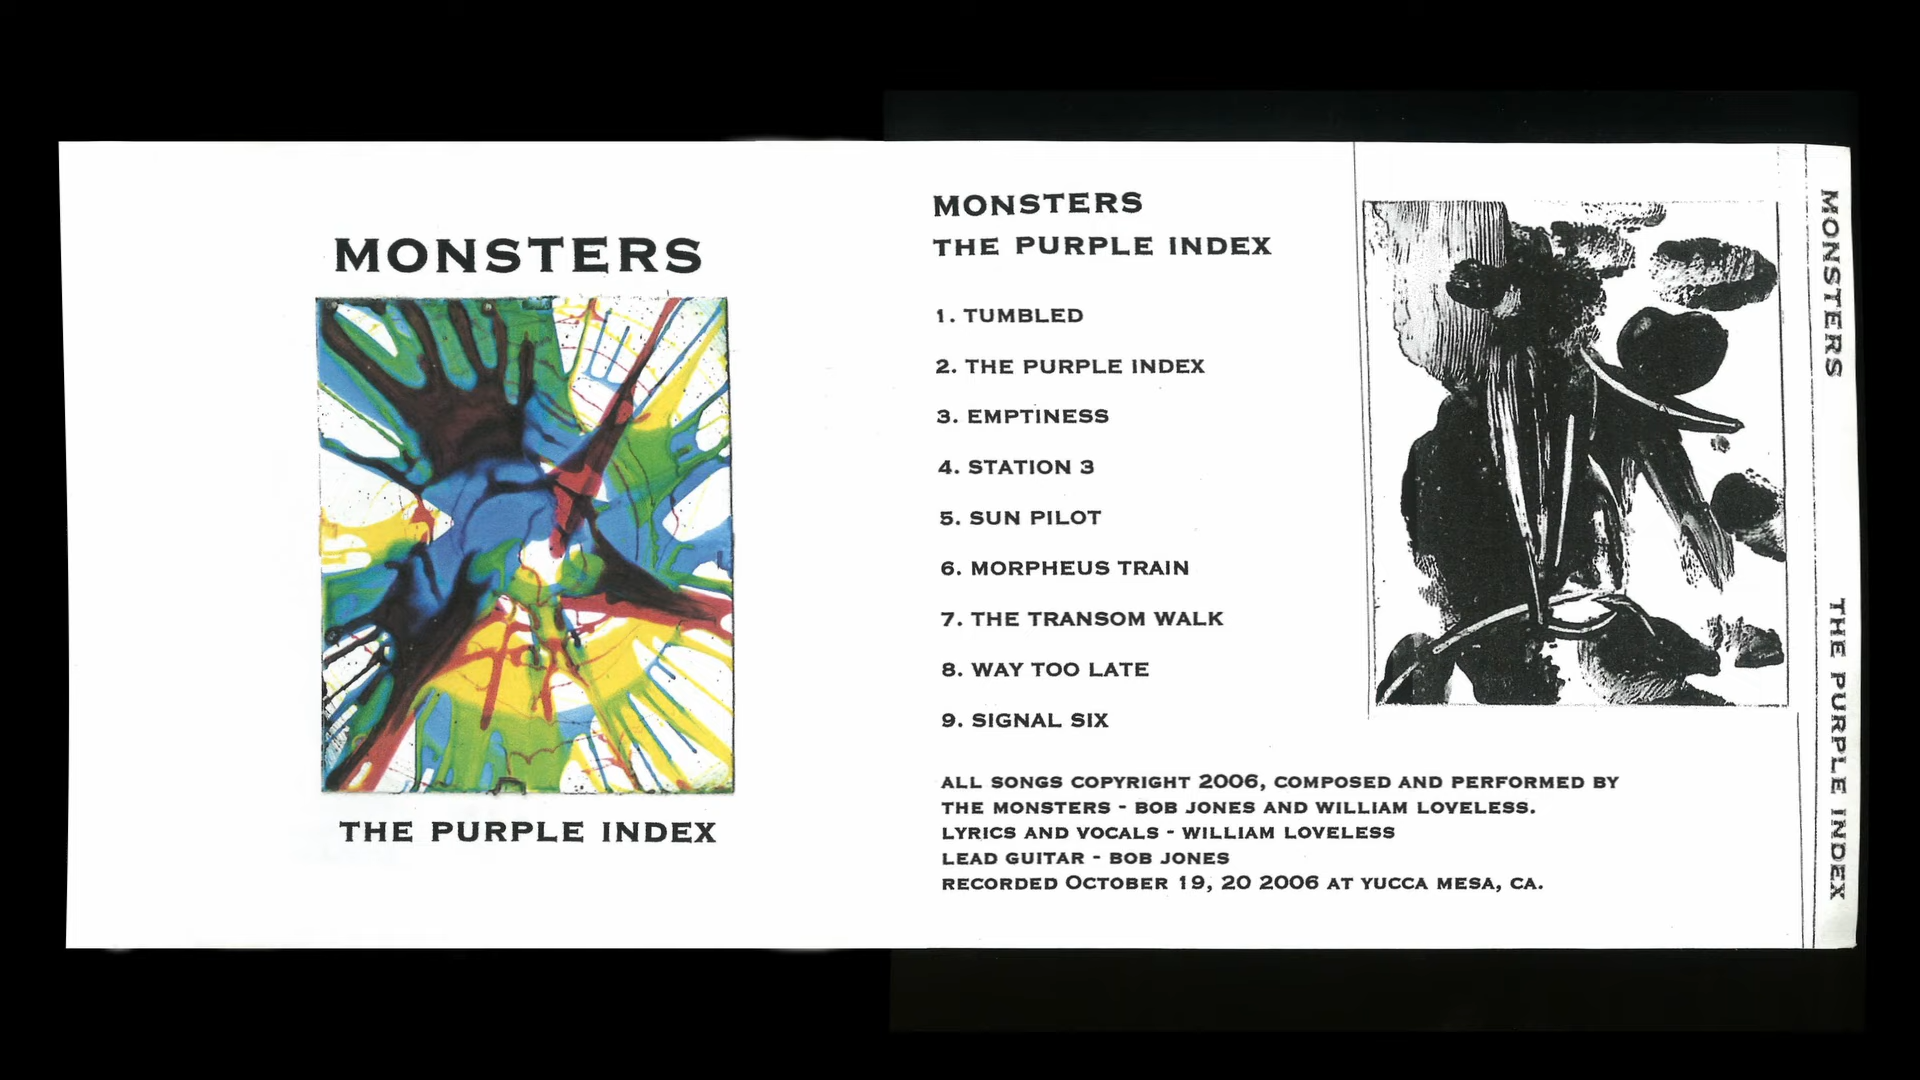 MONSTERS
THE PURPLE INDEX
MONSTERS
THE PURPLE INDEX
1. TUMBLED
2. THE PURPLE INDEX
3. EMPTINESS
4. STATION 3
5. SUN PILOT
6. MORPHEUS TRAIN
7. THE TRANSOM WALK
8. WAY TOO LATE
9. SIGNAL SIX
ALL SONGS COPYRIGHT 2006, COMPOSED AND PERFORMED BY
THE MONSTERS - BOB JONES AND WILLIAM LOVELESS.
LYRICS AND VOCALS - WILLIAM LOVELESS
LEAD GUITAR - BOB JONES
RECORDED OCTOBER 19, 20 2006 AT YUCCA MESA, CA.
MONSTERS
THE PURPLE INDEX